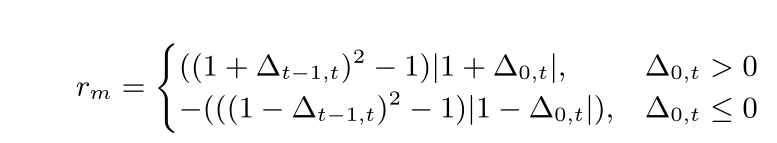 r_m = { ((1 + Δ_{t−1,t})^2 − 1)|1 + Δ_{0,t}|, Δ_{0,t} > 0
−(((1 − Δ_{t−1,t})^2 − 1)|1 − Δ_{0,t}|), Δ_{0,t} ≤ 0